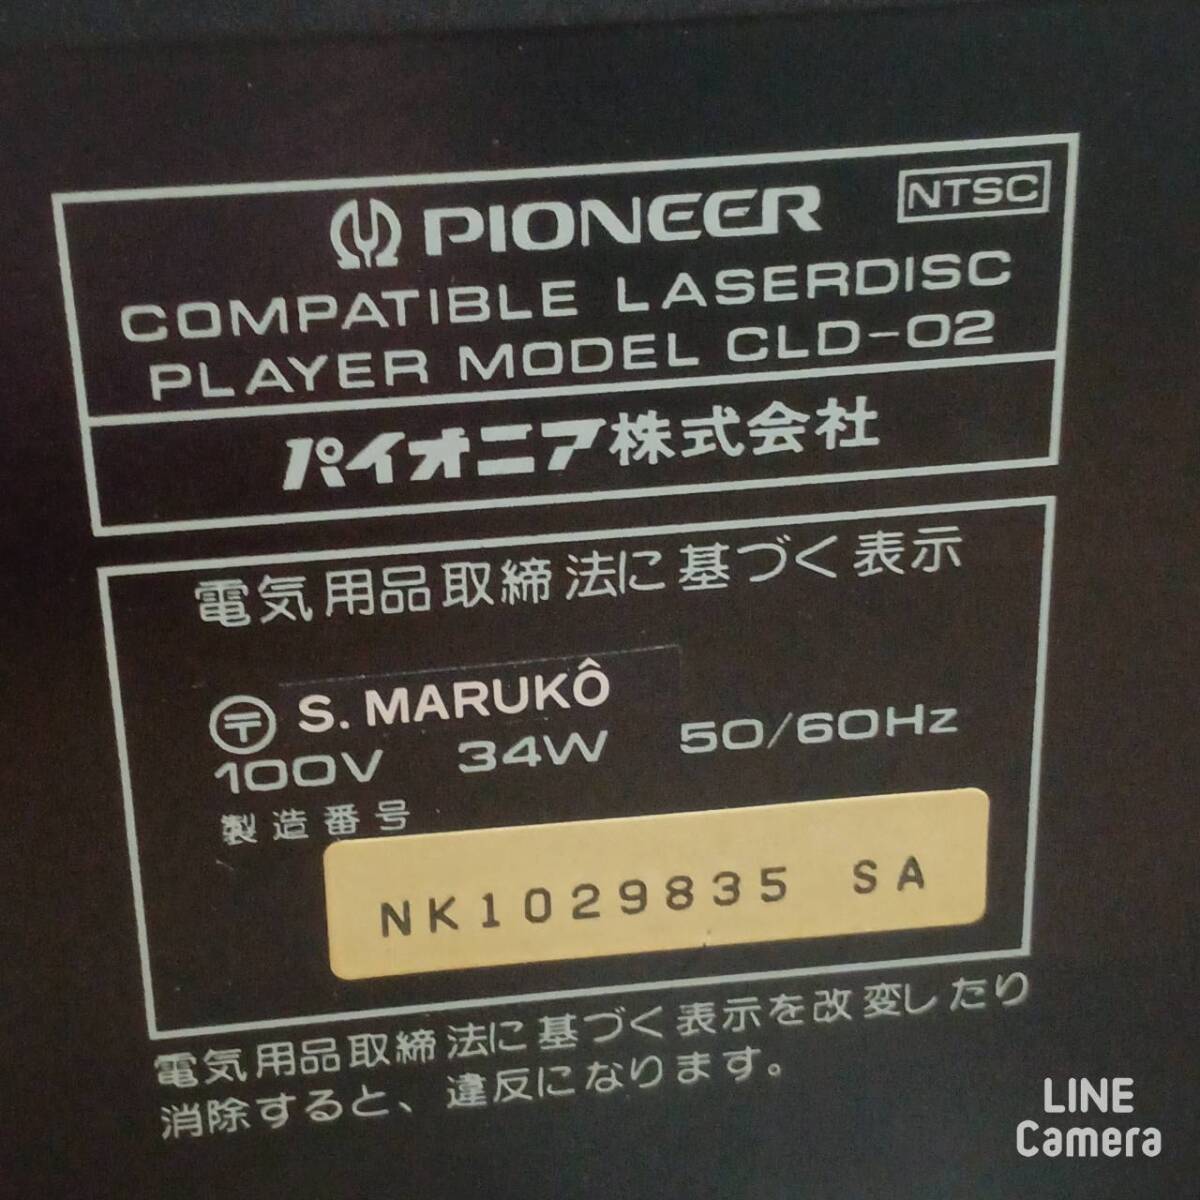 PIONEER NTSC
COMPATIBLE LASERDISC
PLAYER MODEL CLD-02
パイオニア株式会社
電気用品取締法に基づく表示
〒 S. MARUKÔ
100V 34W 50/60Hz
製造番号
NK1029835 SA
電気用品取締法に基づく表示を改変したり
消除すると、違反になります。
LINE
Camera